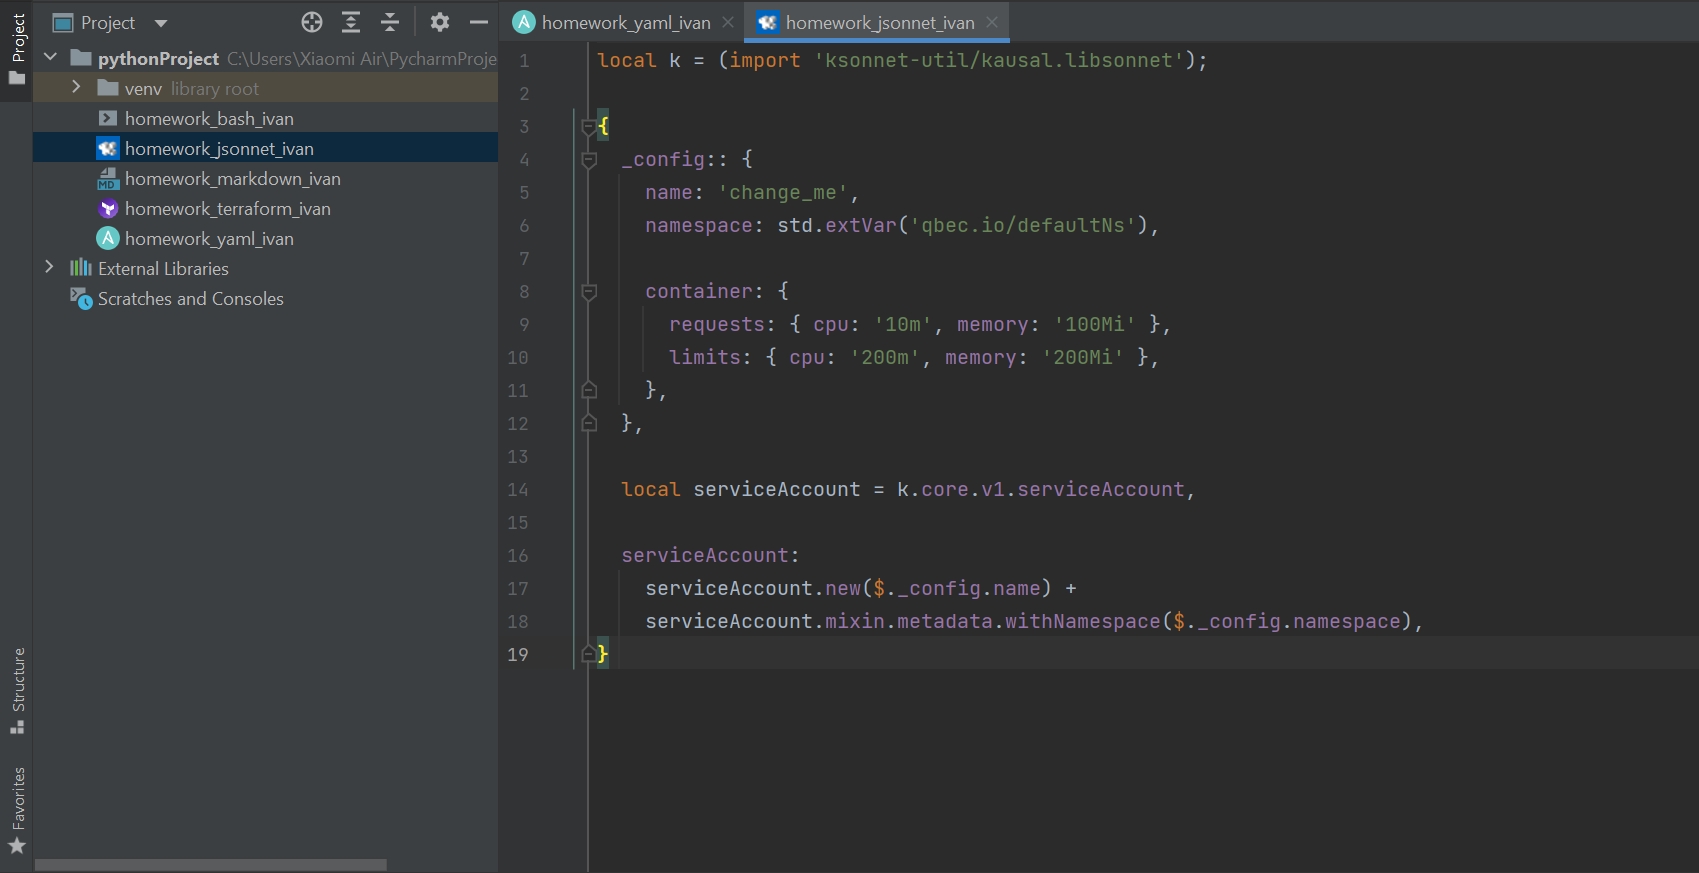 Project
Project
pythonProject C:\Users\Xiaomi Air\PycharmProje
venv library root
homework_bash_ivan
homework_jsonnet_ivan
MD
homework_markdown_ivan
homework_terraform_ivan
A homework_yaml_ivan
External Libraries
Scratches and Consoles
Structure
Favorites
A homework_yaml_ivan
homework_jsonnet_ivan
1 local k = (import 'ksonnet-util/kausal.libsonnet');
2
3 {
4   _config:: {
5     name: 'change_me',
6     namespace: std.extVar('qbec.io/defaultNs'),
7
8     container: {
9       requests: { cpu: '10m', memory: '100Mi' },
10       limits: { cpu: '200m', memory: '200Mi' },
11     },
12   },
13
14   local serviceAccount = k.core.v1.serviceAccount,
15
16   serviceAccount:
17     serviceAccount.new($._config.name) +
18     serviceAccount.mixin.metadata.withNamespace($._config.namespace),
19 }